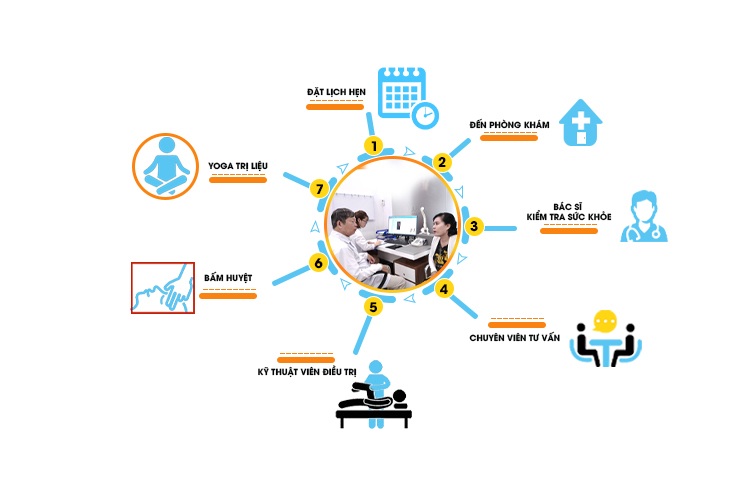 ĐẶT LỊCH HẸN
1
ĐẾN PHÒNG KHÁM
2
BÁC SĨ
KIỂM TRA SỨC KHỎE
3
CHUYÊN VIÊN TƯ VẤN
4
KỸ THUẬT VIÊN ĐIỀU TRỊ
5
BẤM HUYỆT
6
YOGA TRỊ LIỆU
7